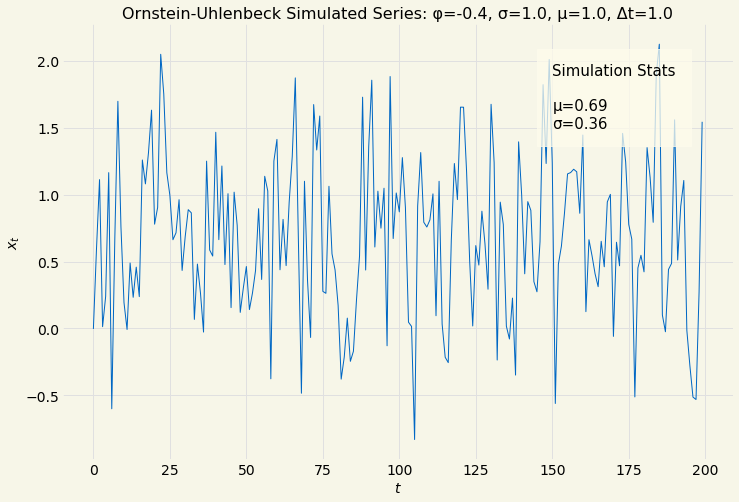 Ornstein-Uhlenbeck Simulated Series: φ=-0.4, σ=1.0, μ=1.0, Δt=1.0
Simulation Stats
μ=0.69
σ=0.36
2.0
1.5
1.0
0.5
0.0
−0.5
x_t
0 25 50 75 100 125 150 175 200
t